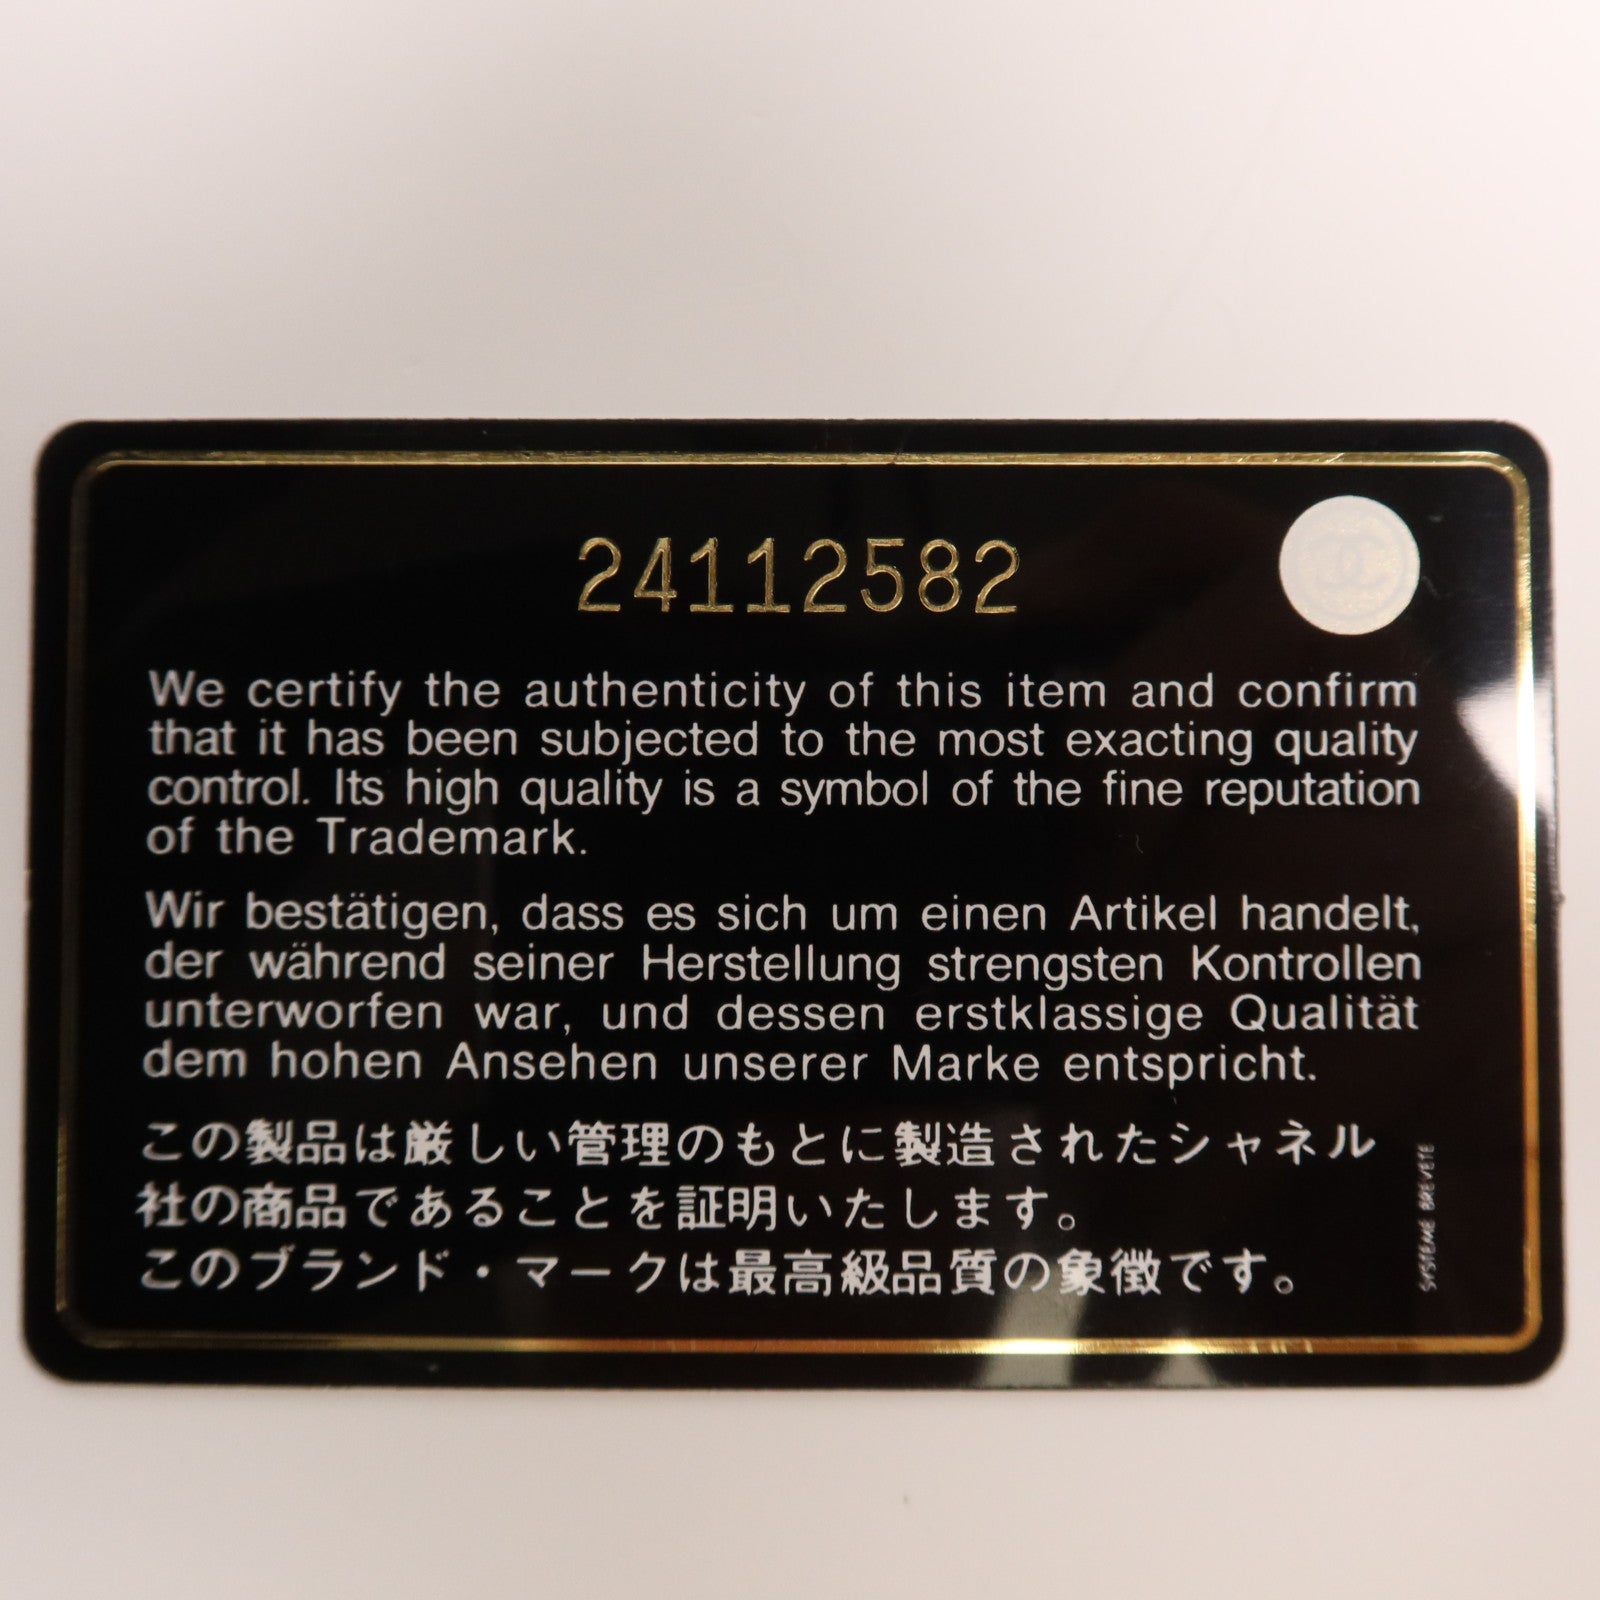 24112582
We certify the authenticity of this item and confirm
that it has been subjected to the most exacting quality
control. Its high quality is a symbol of the fine reputation
of the Trademark.
Wir bestätigen, dass es sich um einen Artikel handelt,
der während seiner Herstellung strengsten Kontrollen
unterworfen war, und dessen erstklassige Qualität
dem hohen Ansehen unserer Marke entspricht.
この製品は厳しい管理のもとに製造されたシャネル
社の商品であることを証明いたします。
このブランド・マークは最高級品質の象徴です。
SYSTEME BREVETE